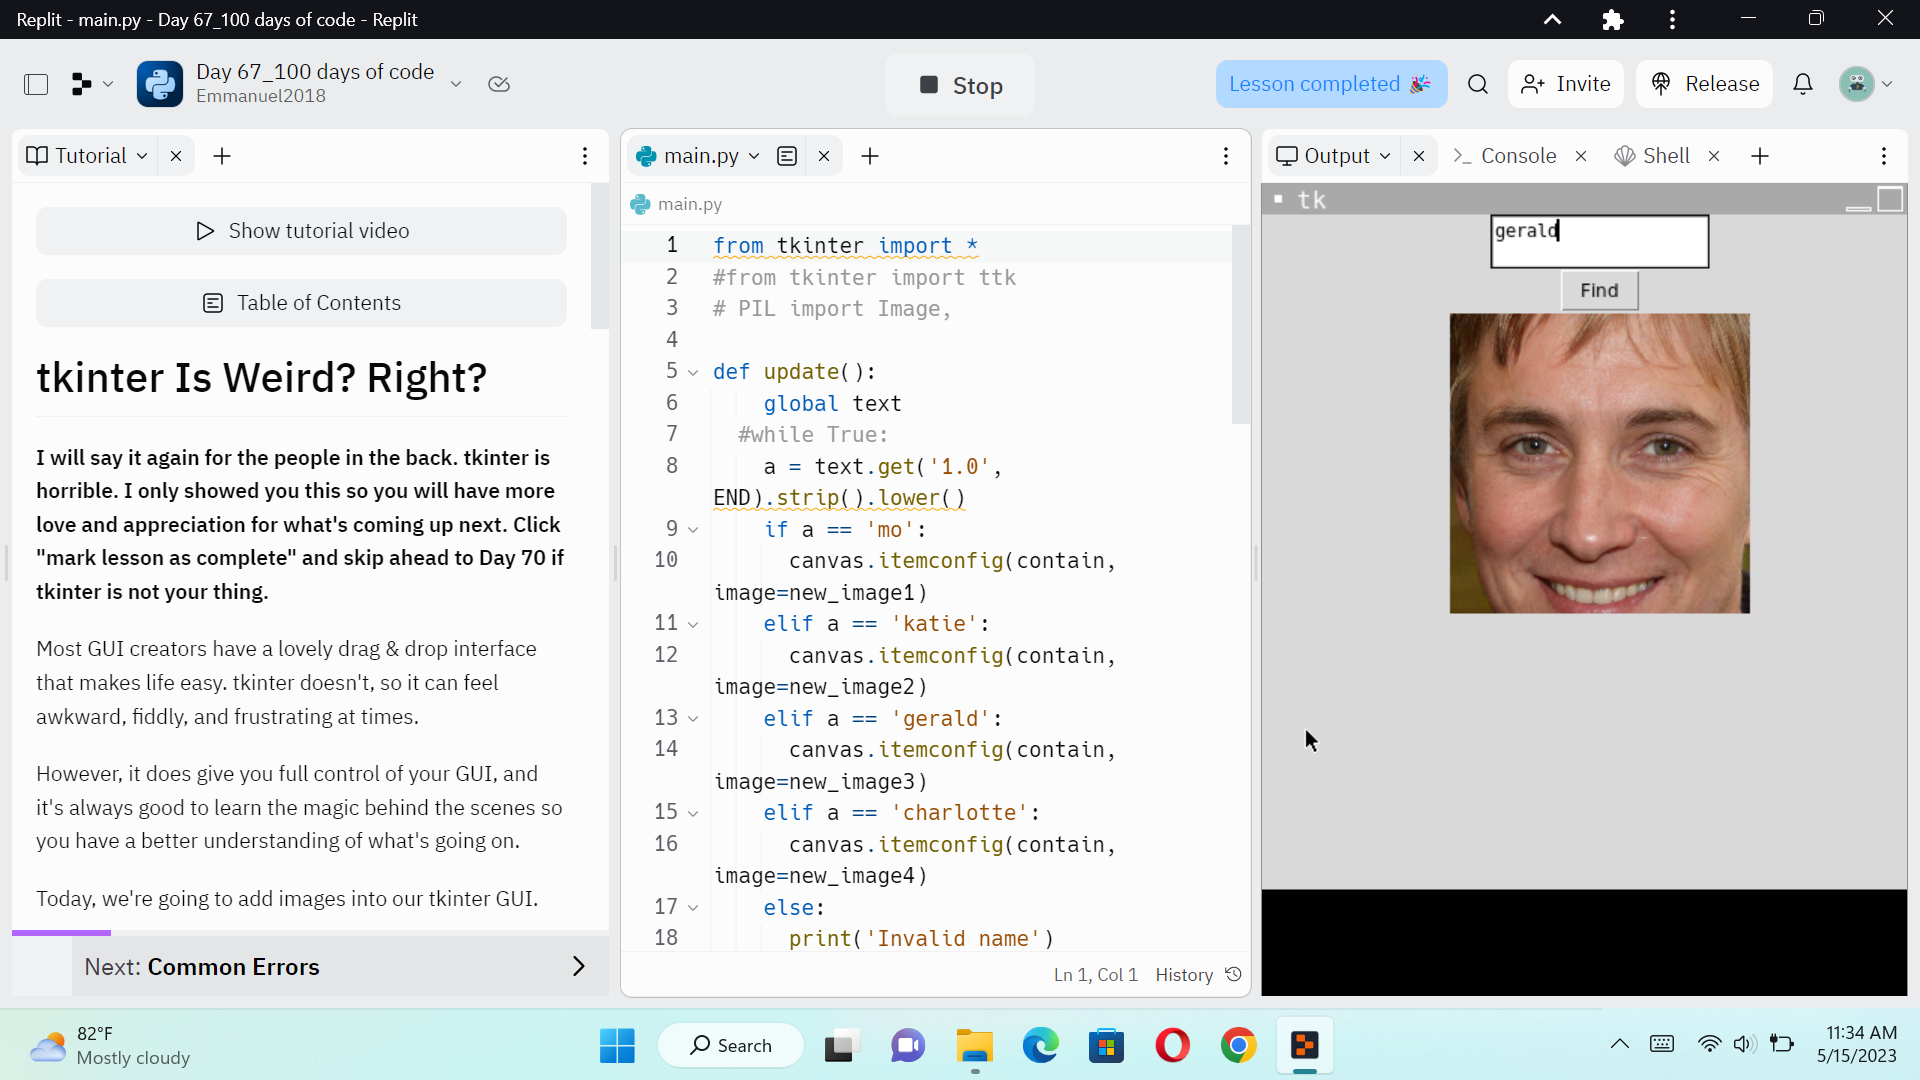 Replit - main.py - Day 67_100 days of code - Replit
Day 67_100 days of code
Emmanuel2018
Stop
Lesson completed 🎉
Invite
Release
Tutorial
Show tutorial video
Table of Contents
tkinter Is Weird? Right?
I will say it again for the people in the back. tkinter is
horrible. I only showed you this so you will have more
love and appreciation for what's coming up next. Click
"mark lesson as complete" and skip ahead to Day 70 if
tkinter is not your thing.
Most GUI creators have a lovely drag & drop interface
that makes life easy. tkinter doesn't, so it can feel
awkward, fiddly, and frustrating at times.
However, it does give you full control of your GUI, and
it's always good to learn the magic behind the scenes so
you have a better understanding of what's going on.
Today, we're going to add images into our tkinter GUI.
Next: Common Errors
main.py
main.py
1 from tkinter import *
2 #from tkinter import ttk
3 # PIL import Image,
4
5 def update():
6 global text
7 #while True:
8 a = text.get('1.0',
END).strip().lower()
9 if a == 'mo':
10 canvas.itemconfig(contain,
image=new_image1)
11 elif a == 'katie':
12 canvas.itemconfig(contain,
image=new_image2)
13 elif a == 'gerald':
14 canvas.itemconfig(contain,
image=new_image3)
15 elif a == 'charlotte':
16 canvas.itemconfig(contain,
image=new_image4)
17 else:
18 print('Invalid name')
Ln 1, Col 1 History
Output
Console
Shell
tk
gerald
Find
82°F
Mostly cloudy
Search
11:34 AM
5/15/2023